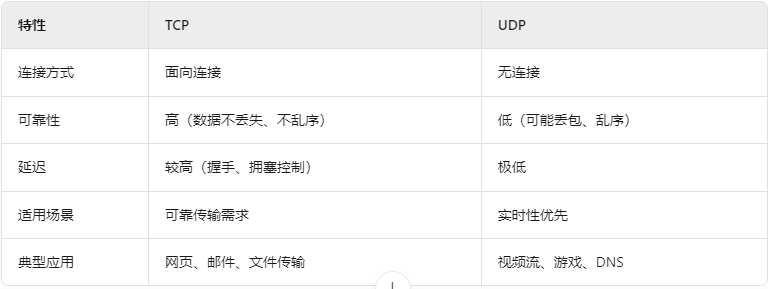 特性 TCP UDP
连接方式 面向连接 无连接
可靠性 高（数据不丢失、不乱序） 低（可能丢包、乱序）
延迟 较高（握手、拥塞控制） 极低
适用场景 可靠传输需求 实时性优先
典型应用 网页、邮件、文件传输 视频流、游戏、DNS